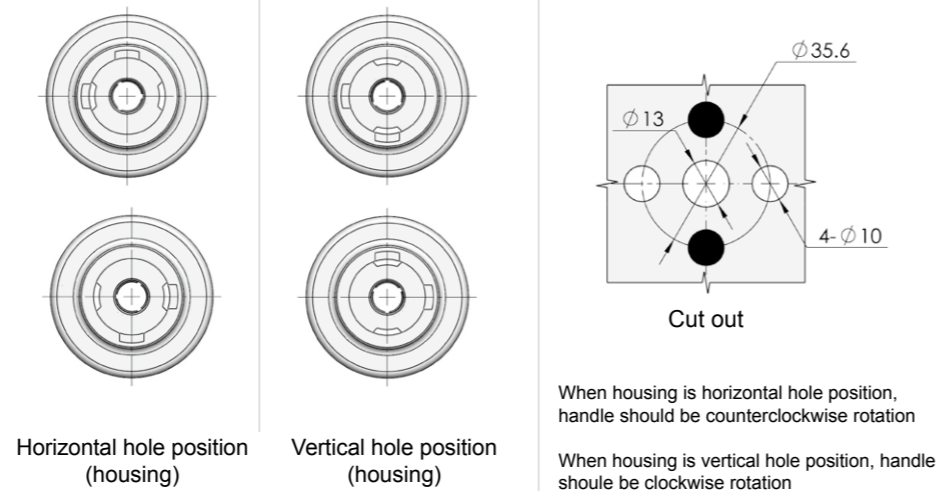 Ø35.6
Ø13
4-Ø10
Cut out
Horizontal hole position
(housing)
Vertical hole position
(housing)
When housing is horizontal hole position,
handle should be counterclockwise rotation
When housing is vertical hole position, handle
shoule be clockwise rotation